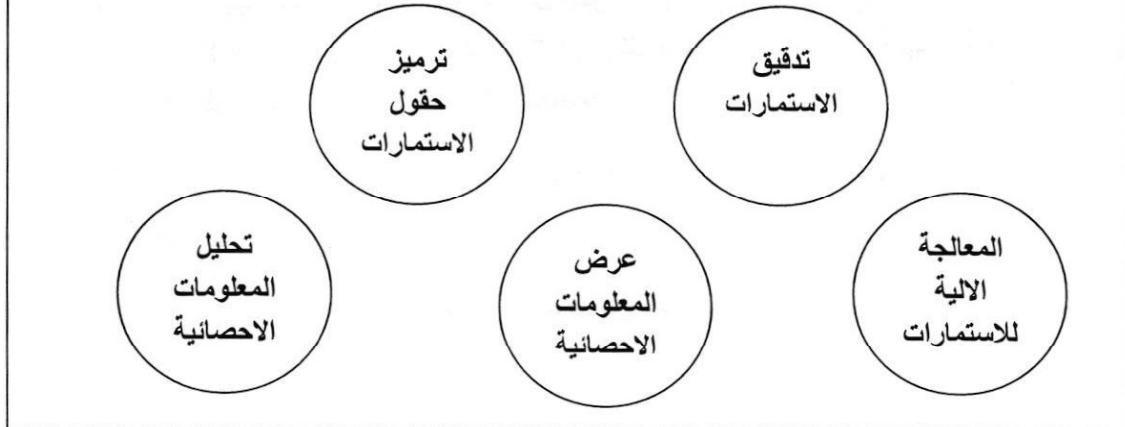 تدقيق
الاستمارات
ترميز
حقول
الاستمارات
المعالجة
الالية
للاستمارات
عرض
المعلومات
الاحصائية
تحليل
المعلومات
الاحصائية